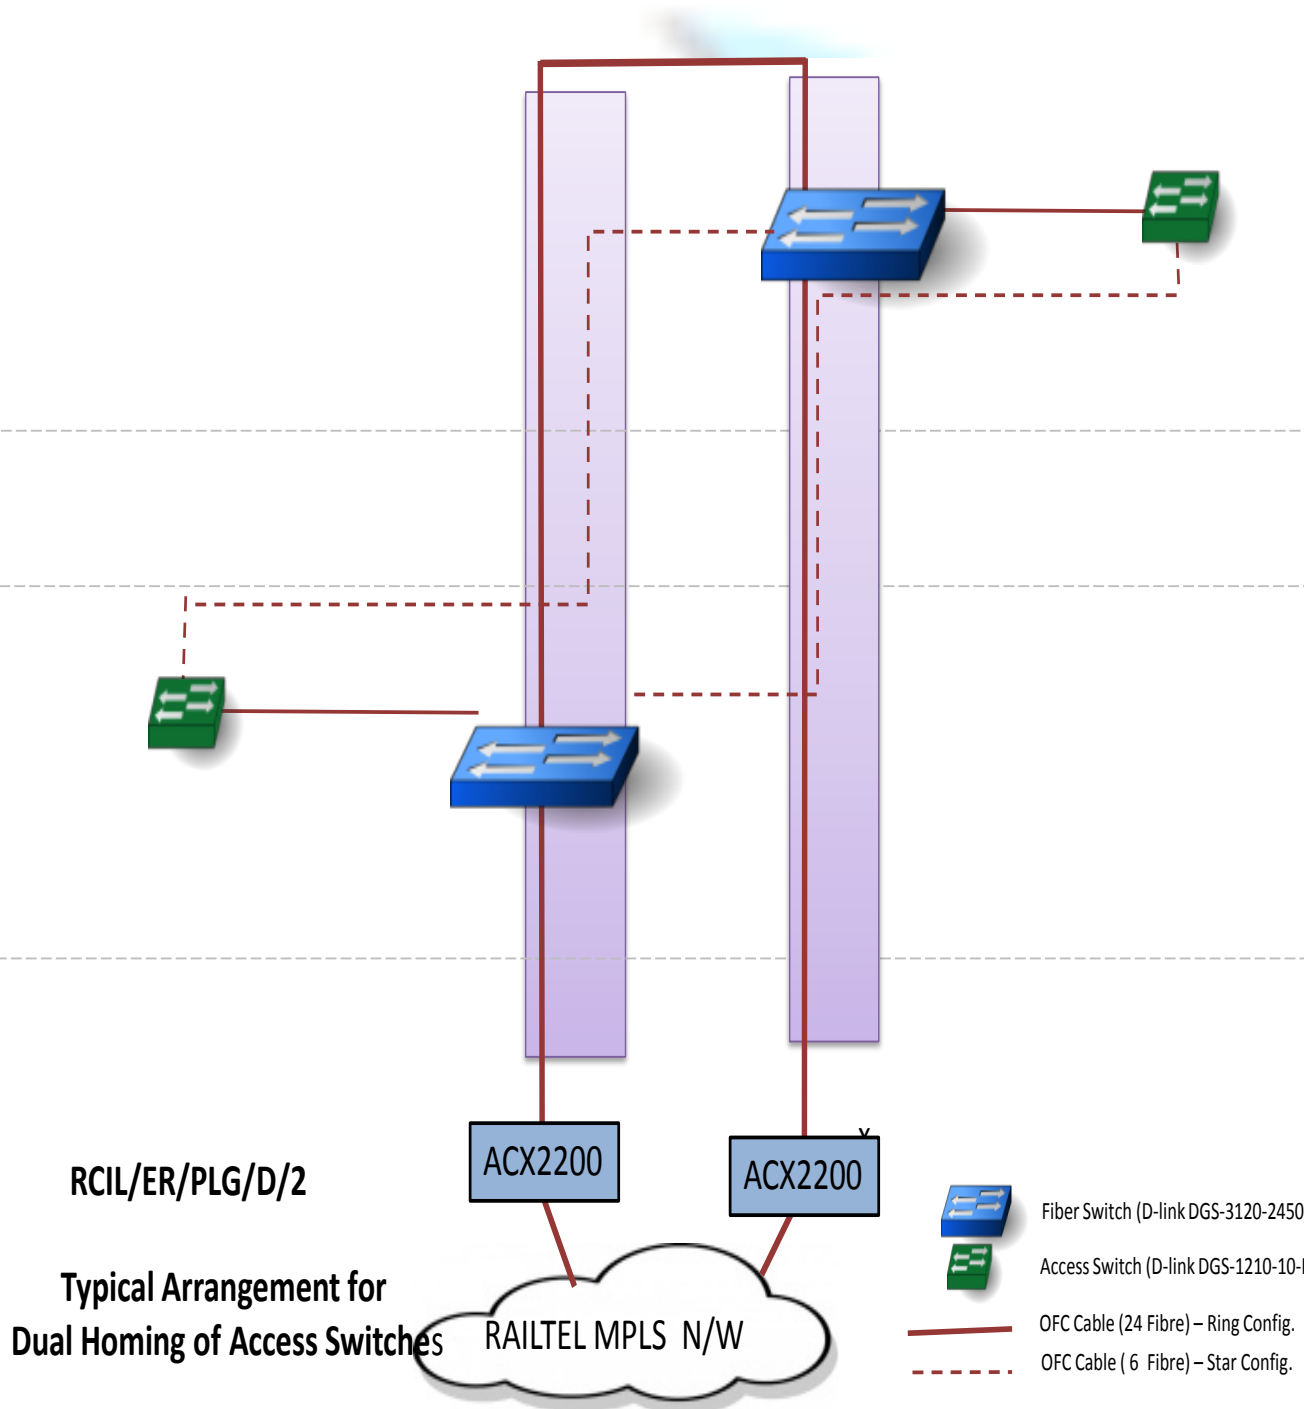 ACX2200
ACX2200
RCIL/ER/PLG/D/2
Typical Arrangement for
Dual Homing of Access Switches
RAILTEL MPLS N/W
Fiber Switch (D-link DGS-3120-2450
Access Switch (D-link DGS-1210-10-
OFC Cable (24 Fibre) – Ring Config.
OFC Cable ( 6 Fibre) – Star Config.